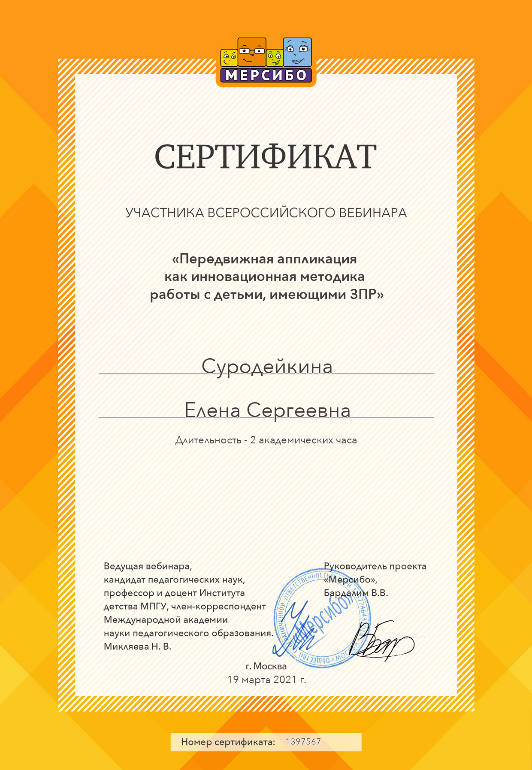 МЕРСИБО
СЕРТИФИКАТ
УЧАСТНИКА ВСЕРОССИЙСКОГО ВЕБИНАРА
«Передвижная аппликация
как инновационная методика
работы с детьми, имеющими ЗПР»
Суродейкина
Елена Сергеевна
Длительность - 2 академических часа
Ведущая вебинара,
кандидат педагогических наук,
профессор и доцент Института
детства МПГУ, член-корреспондент
Международной академии
науки педагогического образования.
Микляева Н. В.
Руководитель проекта
«Мерсибо»,
Бардалим В.В.
«Мерсибо»
г. Москва
19 марта 2021 г.
Номер сертификата: 1397567